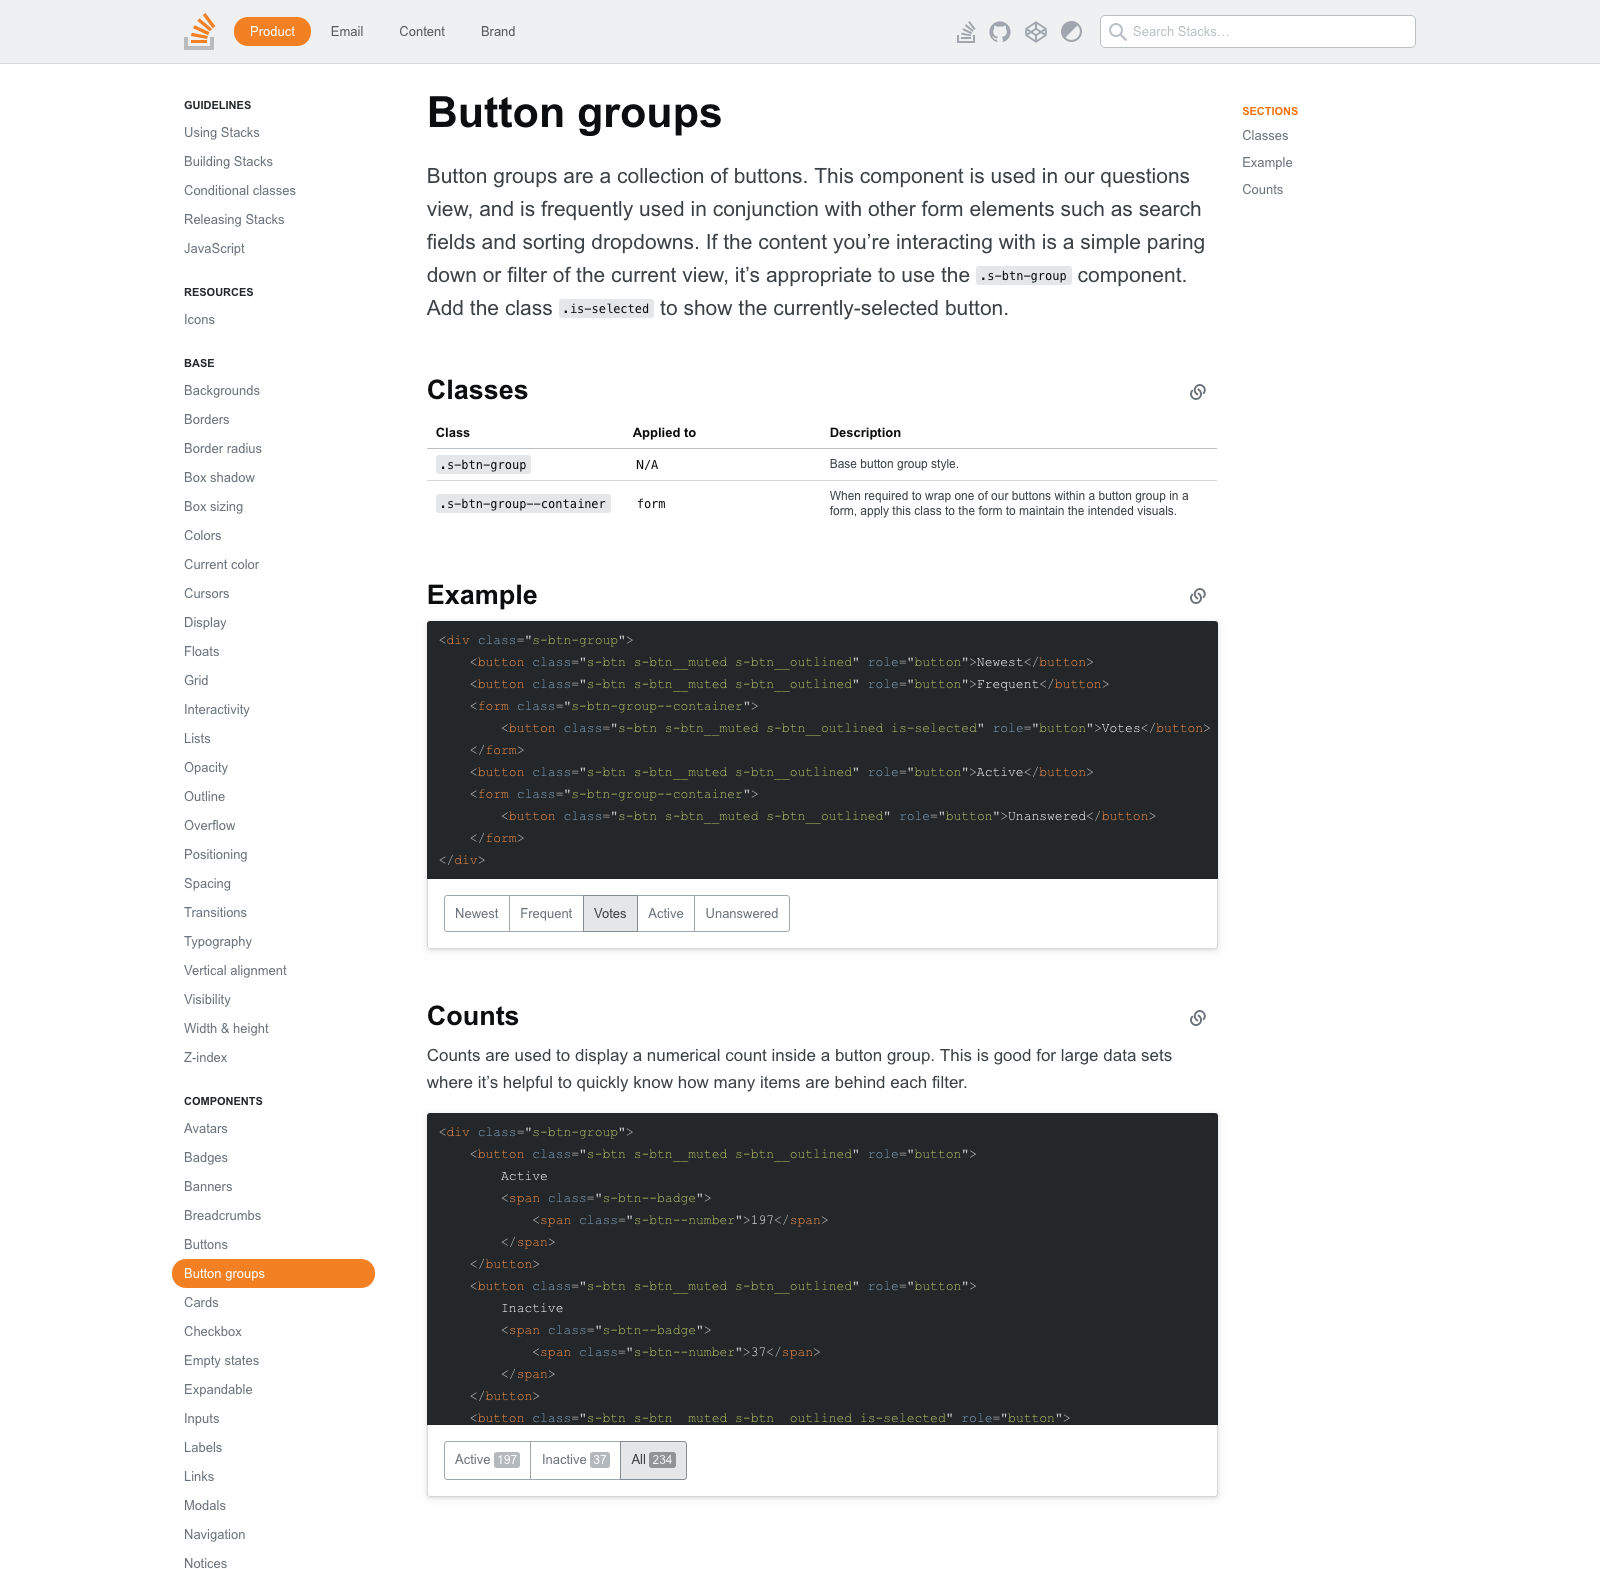 Product Email Content Brand Search Stacks…
GUIDELINES
Using Stacks
Building Stacks
Conditional classes
Releasing Stacks
JavaScript
RESOURCES
Icons
BASE
Backgrounds
Borders
Border radius
Box shadow
Box sizing
Colors
Current color
Cursors
Display
Floats
Grid
Interactivity
Lists
Opacity
Outline
Overflow
Positioning
Spacing
Transitions
Typography
Vertical alignment
Visibility
Width & height
Z-index
COMPONENTS
Avatars
Badges
Banners
Breadcrumbs
Buttons
Button groups
Cards
Checkbox
Empty states
Expandable
Inputs
Labels
Links
Modals
Navigation
Notices
Button groups
Button groups are a collection of buttons. This component is used in our questions
view, and is frequently used in conjunction with other form elements such as search
fields and sorting dropdowns. If the content you’re interacting with is a simple paring
down or filter of the current view, it’s appropriate to use the .s-btn-group component.
Add the class .is-selected to show the currently-selected button.
Classes
Class Applied to Description
.s-btn-group N/A Base button group style.
.s-btn-group--container form When required to wrap one of our buttons within a button group in a
form, apply this class to the form to maintain the intended visuals.
Example
<div class="s-btn-group">
    <button class="s-btn s-btn__muted s-btn__outlined" role="button">Newest</button>
    <button class="s-btn s-btn__muted s-btn__outlined" role="button">Frequent</button>
    <form class="s-btn-group--container">
        <button class="s-btn s-btn__muted s-btn__outlined is-selected" role="button">Votes</button>
    </form>
    <button class="s-btn s-btn__muted s-btn__outlined" role="button">Active</button>
    <form class="s-btn-group--container">
        <button class="s-btn s-btn__muted s-btn__outlined" role="button">Unanswered</button>
    </form>
</div>
Newest Frequent Votes Active Unanswered
Counts
Counts are used to display a numerical count inside a button group. This is good for large data sets
where it’s helpful to quickly know how many items are behind each filter.
<div class="s-btn-group">
    <button class="s-btn s-btn__muted s-btn__outlined" role="button">
        Active
        <span class="s-btn--badge">
            <span class="s-btn--number">197</span>
        </span>
    </button>
    <button class="s-btn s-btn__muted s-btn__outlined" role="button">
        Inactive
        <span class="s-btn--badge">
            <span class="s-btn--number">37</span>
        </span>
    </button>
    <button class="s-btn s-btn__muted s-btn__outlined is-selected" role="button">
Active 197 Inactive 37 All 234
SECTIONS
Classes
Example
Counts